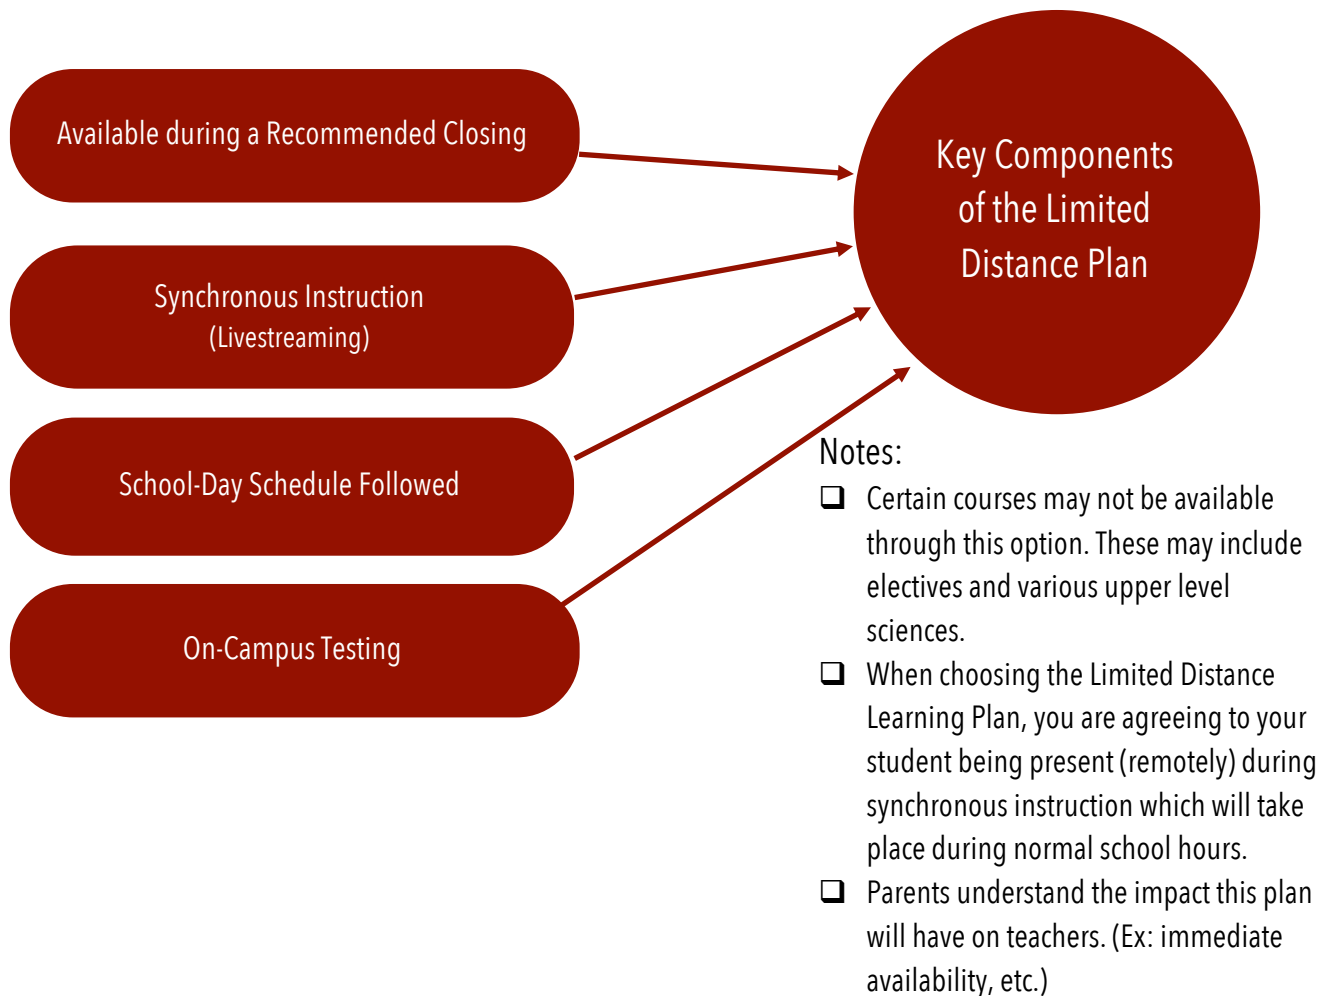 Available during a Recommended Closing
Synchronous Instruction
(Livestreaming)
School-Day Schedule Followed
On-Campus Testing
Key Components
of the Limited
Distance Plan
Notes:
❑ Certain courses may not be available
through this option. These may include
electives and various upper level
sciences.
❑ When choosing the Limited Distance
Learning Plan, you are agreeing to your
student being present (remotely) during
synchronous instruction which will take
place during normal school hours.
❑ Parents understand the impact this plan
will have on teachers. (Ex: immediate
availability, etc.)